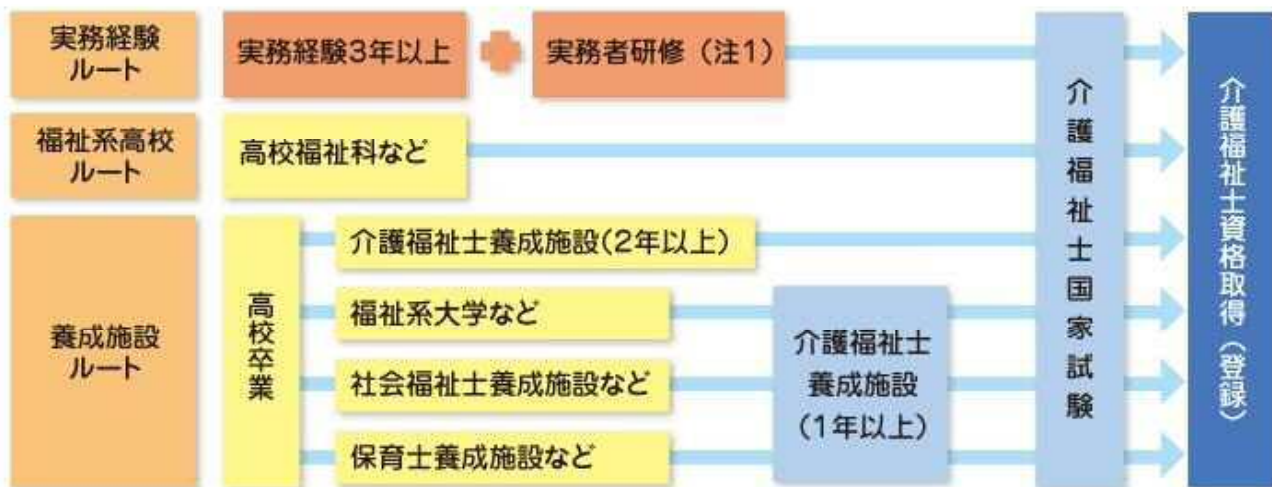 実務経験
ルート
実務経験3年以上
実務者研修（注1）
福祉系高校
ルート
高校福祉科など
養成施設
ルート
高校卒業
介護福祉士養成施設（2年以上）
福祉系大学など
社会福祉士養成施設など
保育士養成施設など
介護福祉士
養成施設
（1年以上）
介護福祉士国家試験
介護福祉士資格取得（登録）